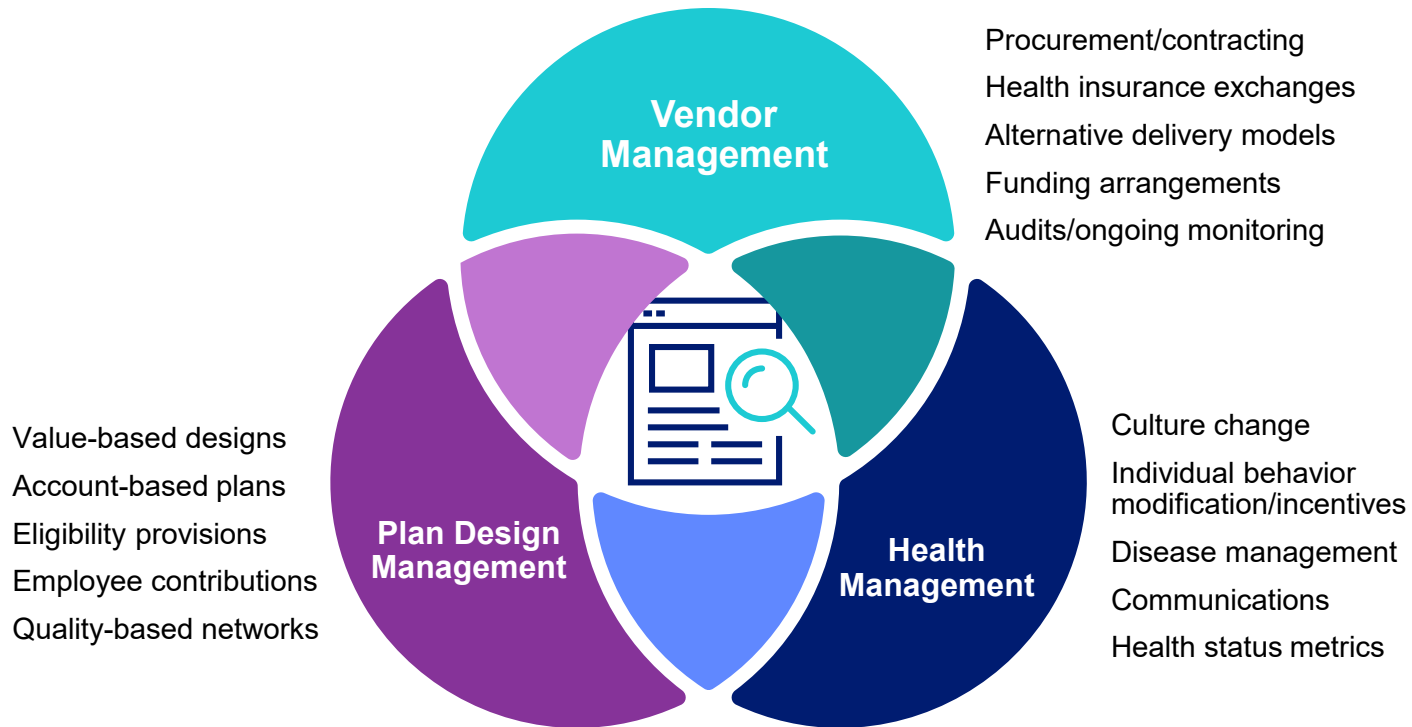 Vendor
Management
Procurement/contracting
Health insurance exchanges
Alternative delivery models
Funding arrangements
Audits/ongoing monitoring
Value-based designs
Account-based plans
Eligibility provisions
Employee contributions
Quality-based networks
Plan Design
Management
Health
Management
Culture change
Individual behavior
modification/incentives
Disease management
Communications
Health status metrics